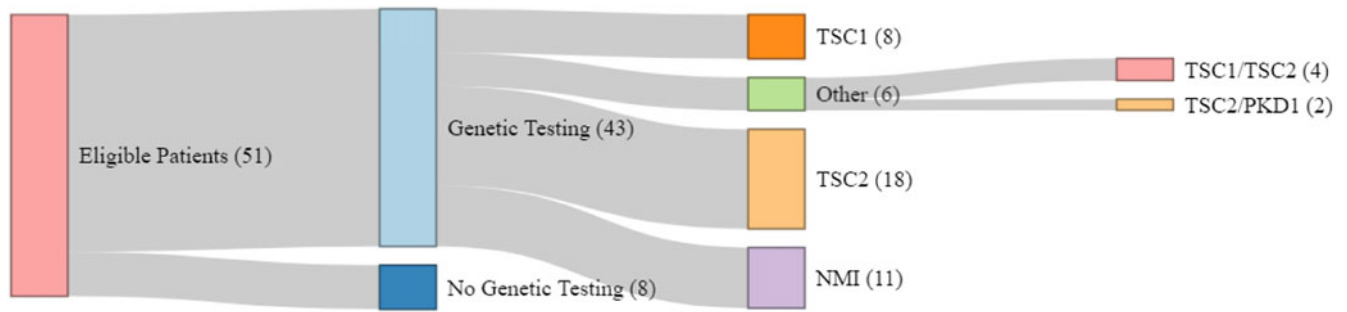 Eligible Patients (51)
Genetic Testing (43)
No Genetic Testing (8)
TSC1 (8)
Other (6)
TSC2 (18)
NMI (11)
TSC1/TSC2 (4)
TSC2/PKD1 (2)